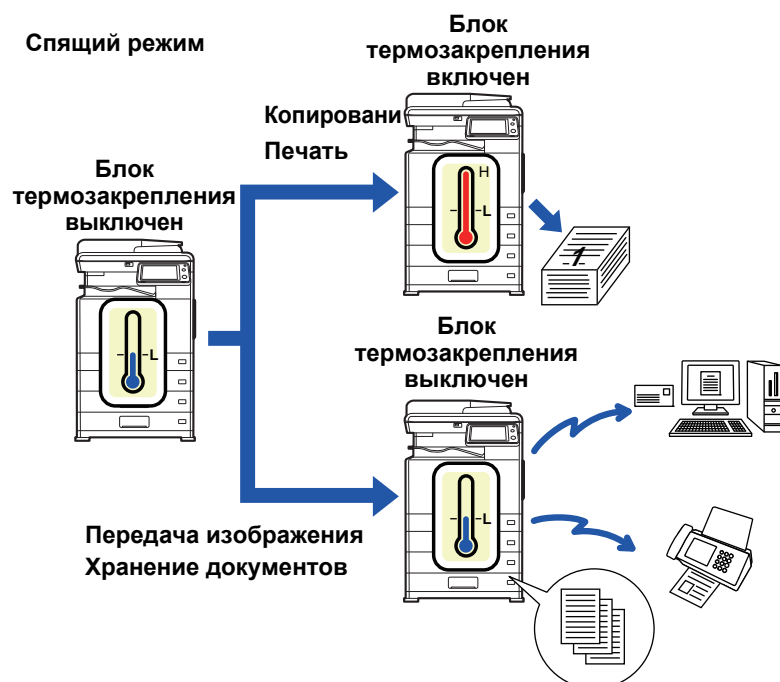 Спящий режим
Блок
термозакрепления
включен
Копировани
Печать
H
L
1
Блок
термозакрепления
выключен
L
Блок
термозакрепления
выключен
L
Передача изображения
Хранение документов